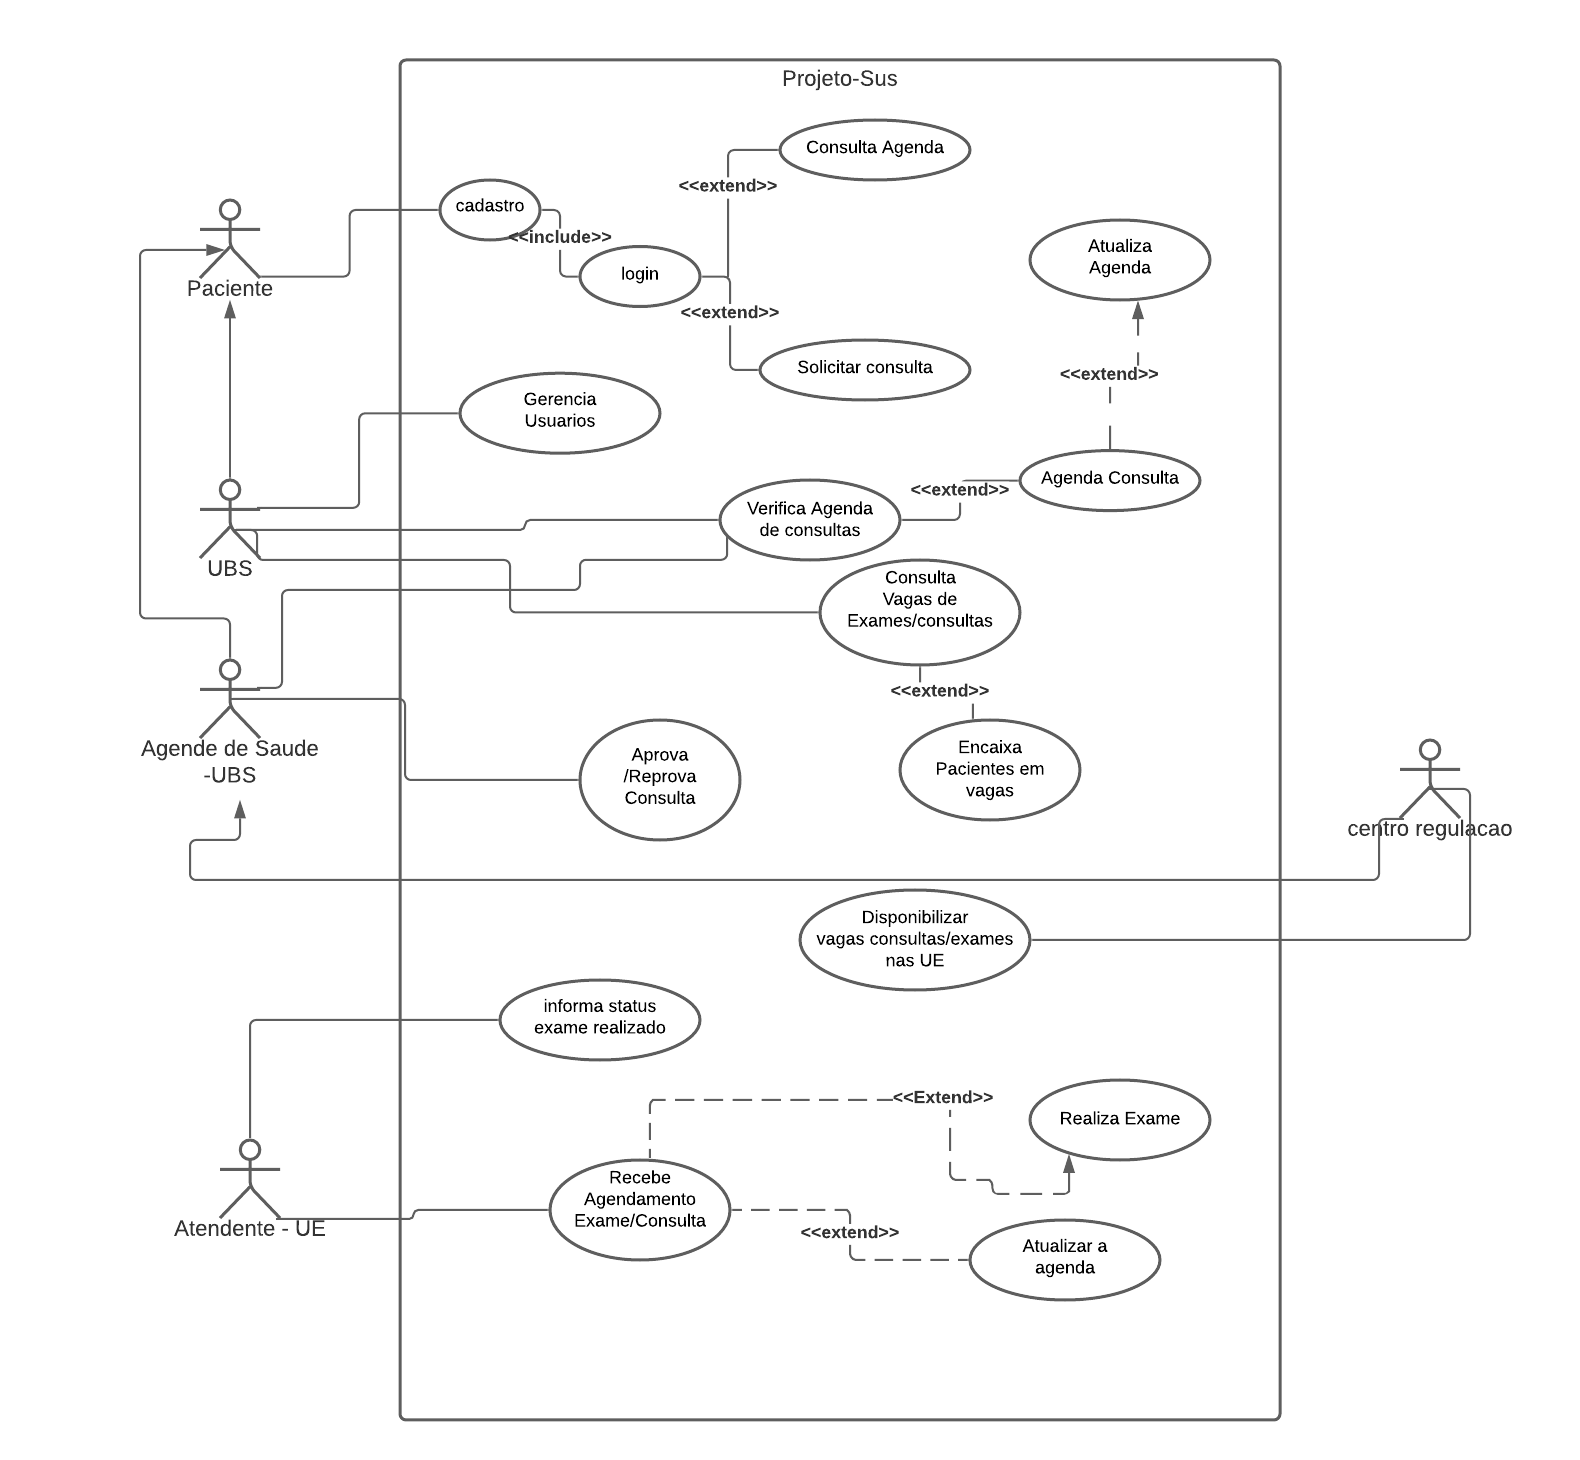 Projeto-Sus
Consulta Agenda
<<extend>>
cadastro
<<include>>
login
<<extend>>
Solicitar consulta
Paciente
Atualiza
Agenda
<<extend>>
Gerencia
Usuarios
Agenda Consulta
<<extend>>
Verifica Agenda
de consultas
UBS
Consulta
Vagas de
Exames/consultas
<<extend>>
Encaixa
Pacientes em
vagas
Agende de Saude
-UBS
Aprova
/Reprova
Consulta
centro regulacao
Disponibilizar
vagas consultas/exames
nas UE
informa status
exame realizado
<<Extend>>
Realiza Exame
Recebe
Agendamento
Exame/Consulta
<<extend>>
Atualizar a
agenda
Atendente - UE